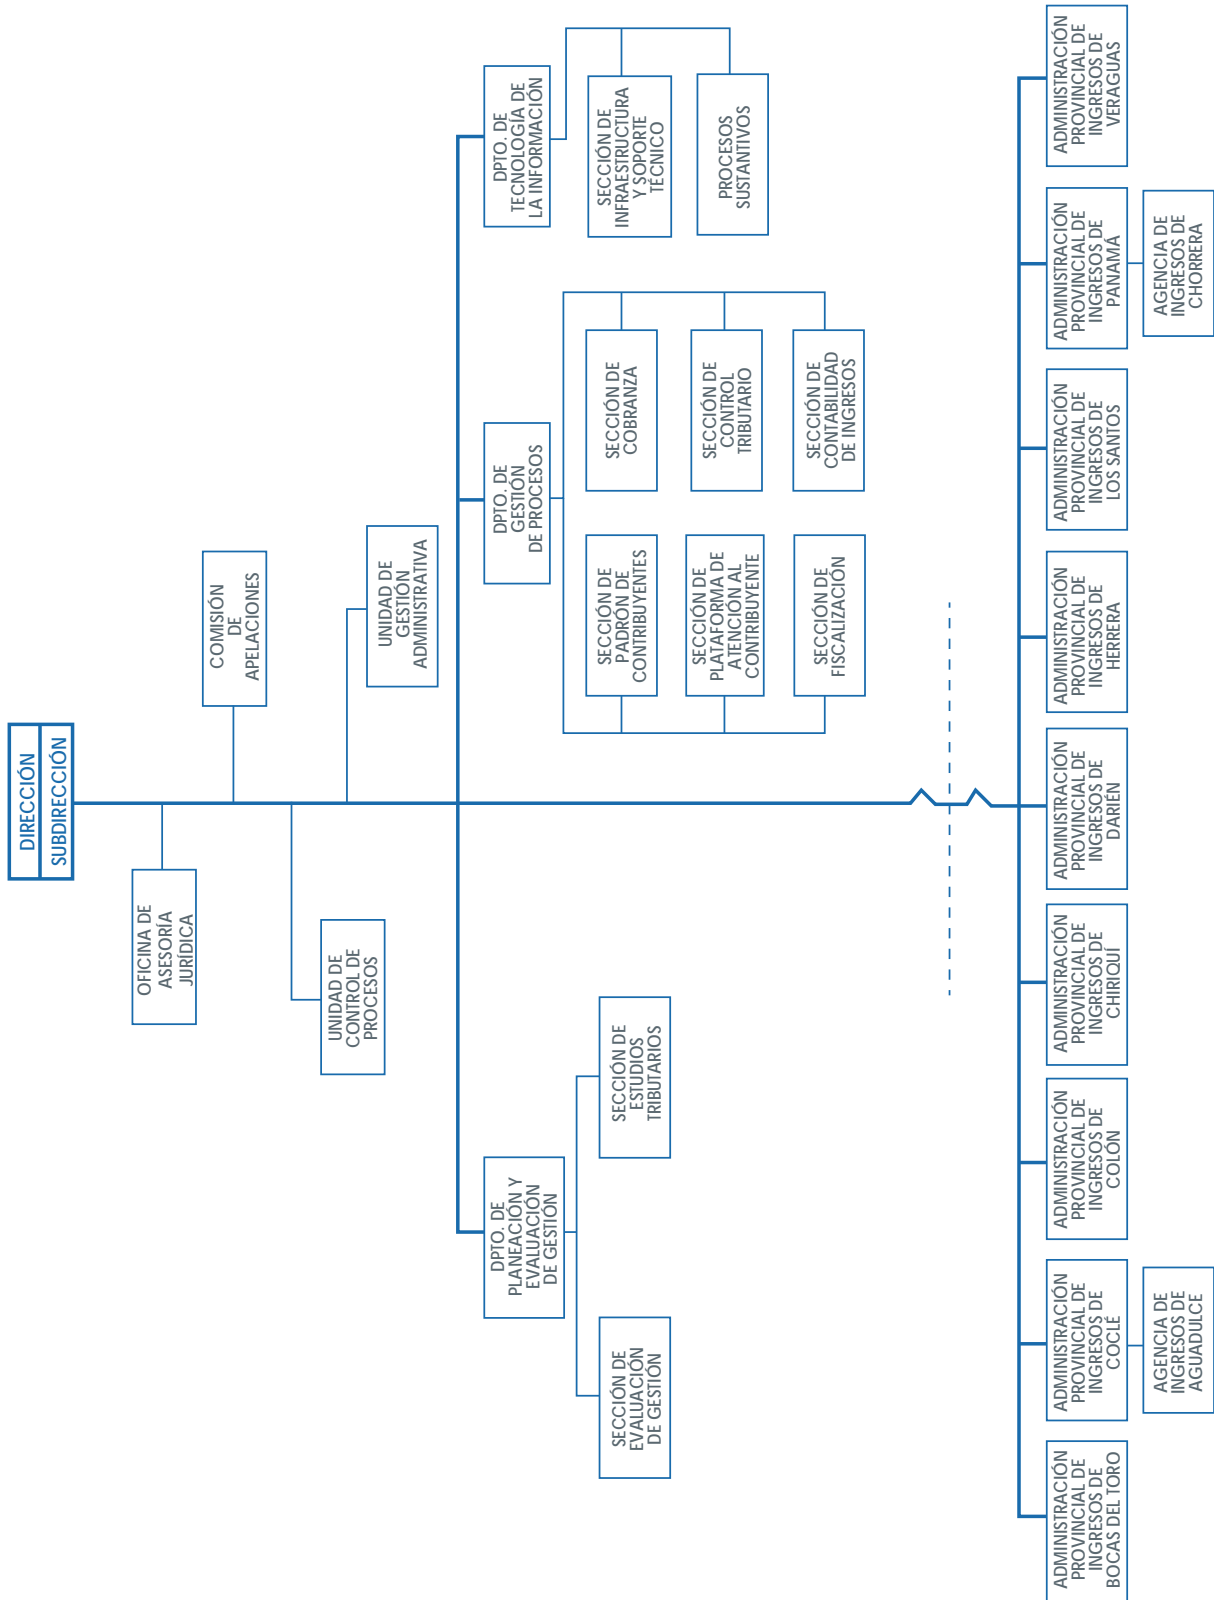 DIRECCIÓN
SUBDIRECCIÓN
OFICINA DE
ASESORÍA
JURÍDICA
COMISIÓN
DE
APELACIONES
UNIDAD DE
CONTROL DE
PROCESOS
UNIDAD DE
GESTIÓN
ADMINISTRATIVA
DPTO. DE
PLANEACIÓN Y
EVALUACIÓN
DE GESTIÓN
SECCIÓN DE
EVALUACIÓN
DE GESTIÓN
SECCIÓN DE
ESTUDIOS
TRIBUTARIOS
DPTO. DE
GESTIÓN
DE PROCESOS
SECCIÓN DE
PADRÓN DE
CONTRIBUYENTES
SECCIÓN DE
COBRANZA
SECCIÓN DE
PLATAFORMA DE
ATENCIÓN AL
CONTRIBUYENTE
SECCIÓN DE
CONTROL
TRIBUTARIO
SECCIÓN DE
FISCALIZACIÓN
SECCIÓN DE
CONTABILIDAD
DE INGRESOS
DPTO. DE
TECNOLOGÍA DE
LA INFORMACIÓN
SECCIÓN DE
INFRAESTRUCTURA
Y SOPORTE
TÉCNICO
PROCESOS
SUSTANTIVOS
ADMINISTRACIÓN
PROVINCIAL DE
INGRESOS DE
BOCAS DEL TORO
ADMINISTRACIÓN
PROVINCIAL DE
INGRESOS DE
COCLÉ
AGENCIA DE
INGRESOS DE
AGUADULCE
ADMINISTRACIÓN
PROVINCIAL DE
INGRESOS DE
COLÓN
ADMINISTRACIÓN
PROVINCIAL DE
INGRESOS DE
CHIRIQUÍ
ADMINISTRACIÓN
PROVINCIAL DE
INGRESOS DE
DARIÉN
ADMINISTRACIÓN
PROVINCIAL DE
INGRESOS DE
HERRERA
ADMINISTRACIÓN
PROVINCIAL DE
INGRESOS DE
LOS SANTOS
ADMINISTRACIÓN
PROVINCIAL DE
INGRESOS DE
PANAMÁ
AGENCIA DE
INGRESOS DE
CHORRERA
ADMINISTRACIÓN
PROVINCIAL DE
INGRESOS DE
VERAGUAS